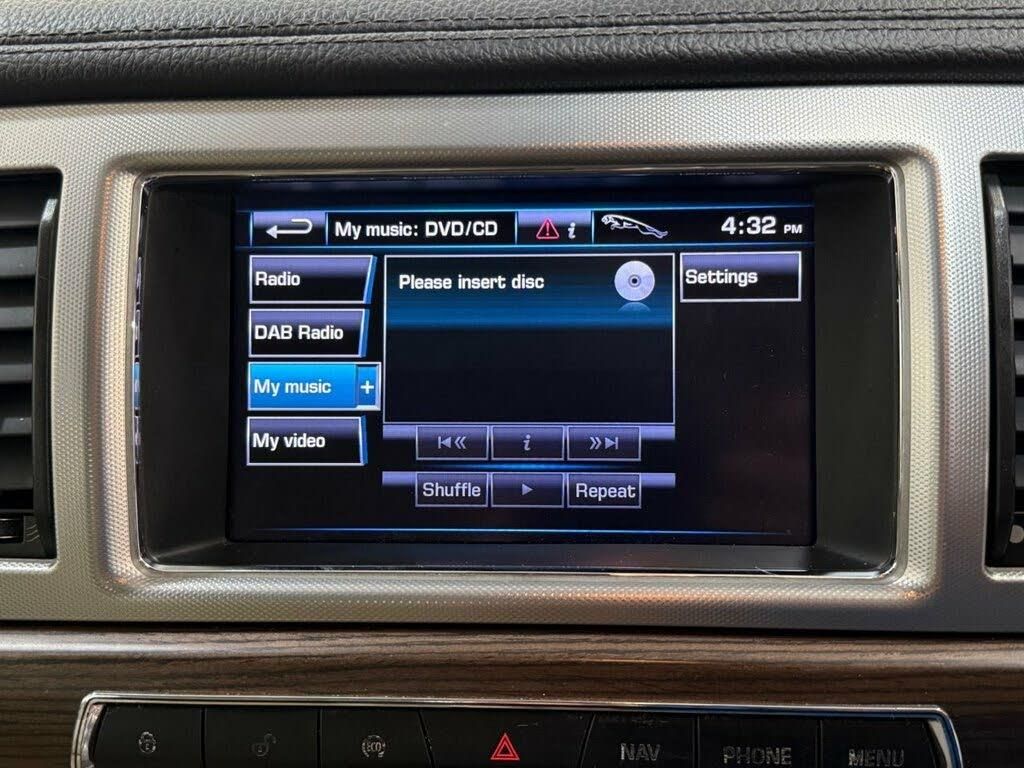 My music: DVD/CD
i
4:32 PM
Radio
Please insert disc
Settings
DAB Radio
My music +
My video
i
Shuffle
Repeat
ECO
NAV
PHONE
MENU